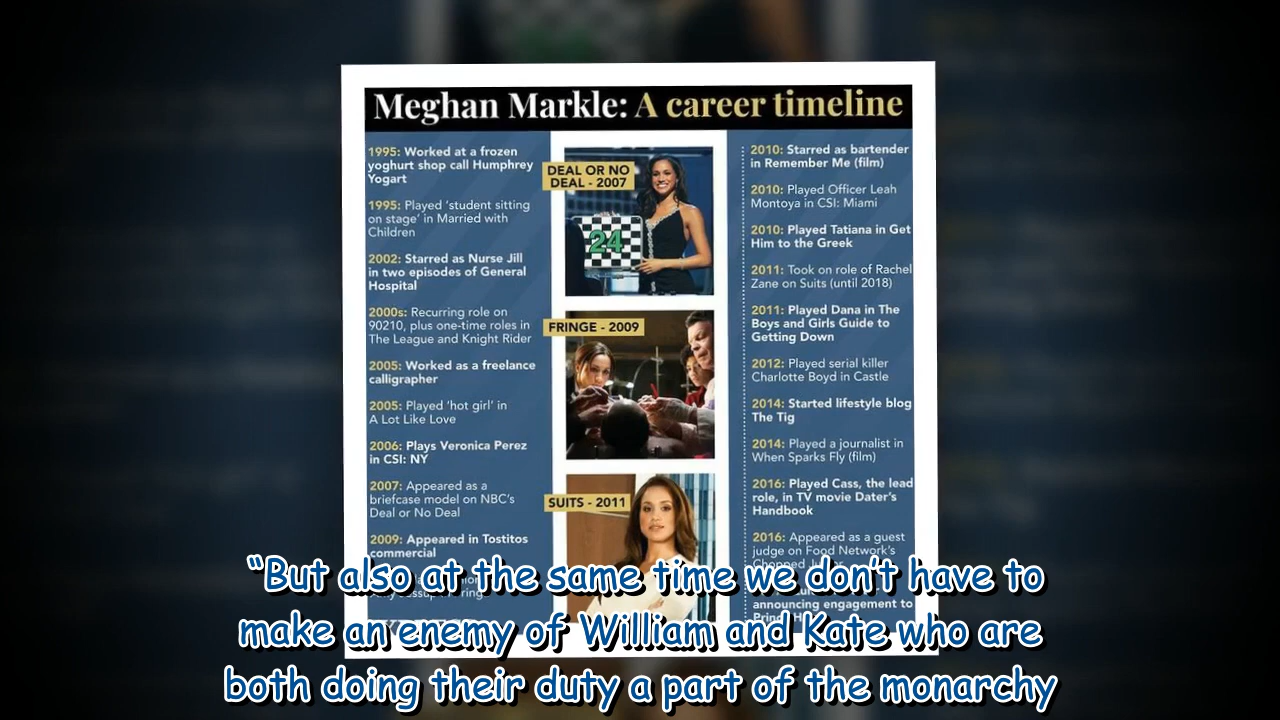 Meghan Markle: A career timeline
1995: Worked at a frozen
yoghurt shop call Humphrey
Yogart
1995: Played ‘student sitting
on stage’ in Married with
Children
2002: Starred as Nurse Jill
in two episodes of General
Hospital
2000s: Recurring role on
90210, plus one-time roles in
The League and Knight Rider
2005: Worked as a freelance
calligrapher
2005: Played ‘hot girl’ in
A Lot Like Love
2006: Plays Veronica Perez
in CSI: NY
2007: Appeared as a
briefcase model on NBC’s
Deal or No Deal
2009: Appeared in Tostitos
commercial
DEAL OR NO
DEAL - 2007
24
FRINGE - 2009
SUITS - 2011
2010: Starred as bartender
in Remember Me (film)
2010: Played Officer Leah
Montoya in CSI: Miami
2010: Played Tatiana in Get
Him to the Greek
2011: Took on role of Rachel
Zane on Suits (until 2018)
2011: Played Dana in The
Boys and Girls Guide to
Getting Down
2012: Played serial killer
Charlotte Boyd in Castle
2014: Started lifestyle blog
The Tig
2014: Played a journalist in
When Sparks Fly (film)
2016: Played Cass, the lead
role, in TV movie Dater’s
Handbook
2016: Appeared as a guest
judge on Food Network’s
Chopped
announcing engagement to
“But also at the same time we don’t have to
make an enemy of William and Kate who are
both doing their duty a part of the monarchy